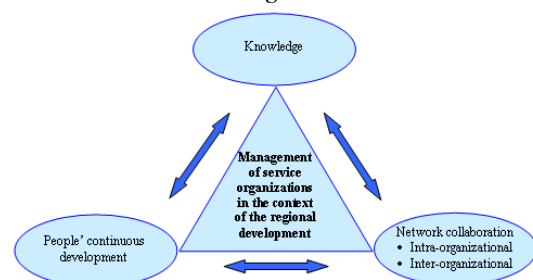 Knowledge
Management
of service
organizations
in the context
of the regional
development
People' continuous
development
Network collaboration
• Intra-organizational
• Inter-organizational